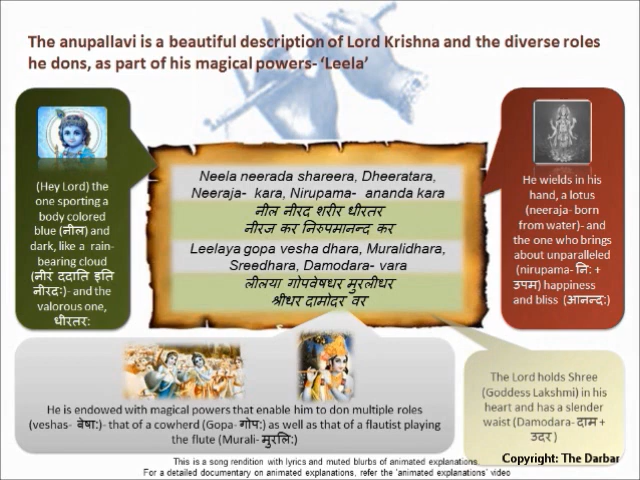 The anupallavi is a beautiful description of Lord Krishna and the diverse roles
he dons, as part of his magical powers- ‘Leela’
(Hey Lord) the
one sporting a
body colored
blue (नील) and
dark, like a rain-
bearing cloud
(नीरं ददाति इति
नीरदः)- and the
valorous one,
धीरतरः
Neela neerada shareera, Dheeratara,
Neeraja- kara, Nirupama- ananda kara
नील नीरद शरीर धीरतर
नीरज कर निरुपमानन्द कर
Leelaya gopa vesha dhara, Muralidhara,
Sreedhara, Damodara- vara
लीलया गोपवेषधर मुरलीधर
श्रीधर दामोदर वर
He wields in his
hand, a lotus
(neeraja- born
from water)- and
the one who brings
about unparalleled
(nirupama- निः +
उपम) happiness
and bliss (आनन्दः)
He is endowed with magical powers that enable him to don multiple roles
(veshas- वेषाः)- that of a cowherd (Gopa- गोपः) as well as that of a flautist playing
the flute (Murali- मुरलिः)
The Lord holds Shree
(Goddess Lakshmi) in his
heart and has a slender
waist (Damodara- दाम +
उदर )
Copyright: The Darbar
This is a song rendition with lyrics and muted blurbs of animated explanations.
For a detailed documentary on animated explanations, refer the 'animated explanations' video